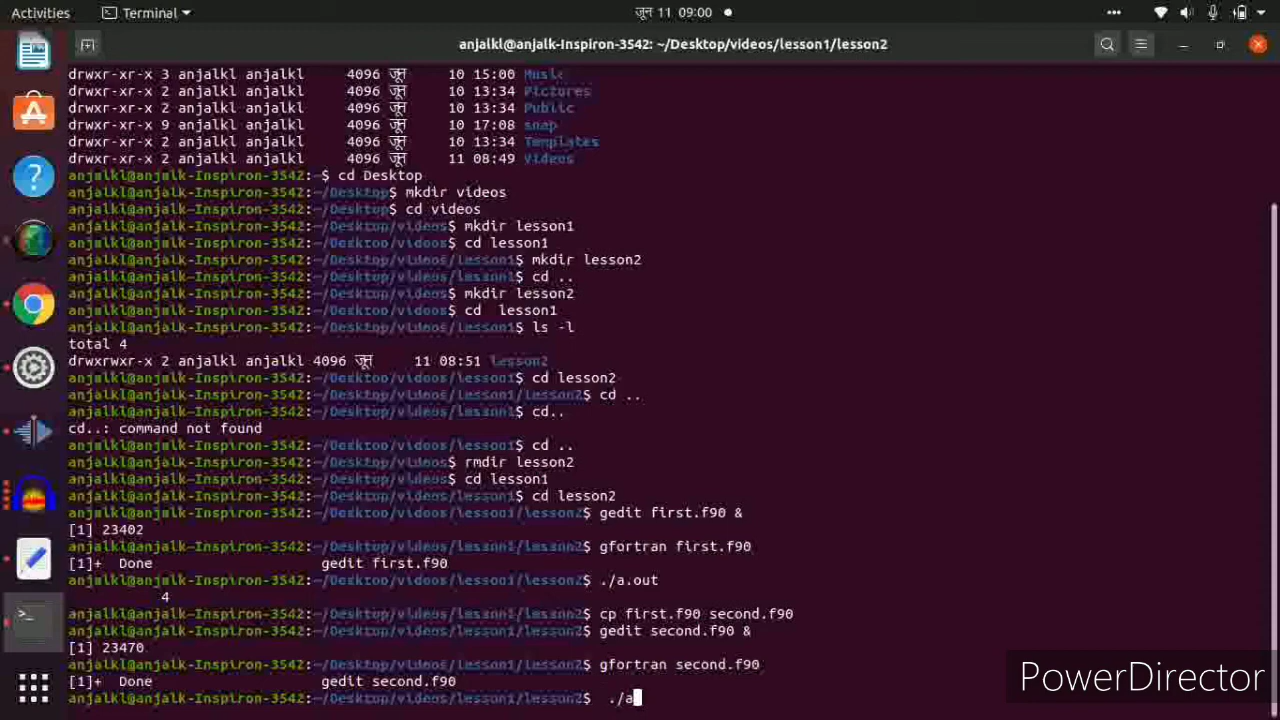 Activities Terminal जून 11 09:00
anjalkl@anjalk-Inspiron-3542: ~/Desktop/videos/lesson1/lesson2
drwxr-xr-x 3 anjalkl anjalkl 4096 जून 10 15:00 Music
drwxr-xr-x 2 anjalkl anjalkl 4096 जून 10 13:34 Pictures
drwxr-xr-x 2 anjalkl anjalkl 4096 जून 10 13:34 Public
drwxr-xr-x 9 anjalkl anjalkl 4096 जून 10 17:08 snap
drwxr-xr-x 2 anjalkl anjalkl 4096 जून 10 13:34 Templates
drwxr-xr-x 2 anjalkl anjalkl 4096 जून 11 08:49 Videos
anjalkl@anjalk-Inspiron-3542:~$ cd Desktop
anjalkl@anjalk-Inspiron-3542:~/Desktop$ mkdir videos
anjalkl@anjalk-Inspiron-3542:~/Desktop$ cd videos
anjalkl@anjalk-Inspiron-3542:~/Desktop/videos$ mkdir lesson1
anjalkl@anjalk-Inspiron-3542:~/Desktop/videos$ cd lesson1
anjalkl@anjalk-Inspiron-3542:~/Desktop/videos/lesson1$ mkdir lesson2
anjalkl@anjalk-Inspiron-3542:~/Desktop/videos/lesson1$ cd ..
anjalkl@anjalk-Inspiron-3542:~/Desktop/videos$ mkdir lesson2
anjalkl@anjalk-Inspiron-3542:~/Desktop/videos$ cd  lesson1
anjalkl@anjalk-Inspiron-3542:~/Desktop/videos/lesson1$ ls -l
total 4
drwxrwxr-x 2 anjalkl anjalkl 4096 जून 11 08:51 lesson2
anjalkl@anjalk-Inspiron-3542:~/Desktop/videos/lesson1$ cd lesson2
anjalkl@anjalk-Inspiron-3542:~/Desktop/videos/lesson1/lesson2$ cd ..
anjalkl@anjalk-Inspiron-3542:~/Desktop/videos/lesson1$ cd..
cd..: command not found
anjalkl@anjalk-Inspiron-3542:~/Desktop/videos/lesson1$ cd ..
anjalkl@anjalk-Inspiron-3542:~/Desktop/videos$ rmdir lesson2
anjalkl@anjalk-Inspiron-3542:~/Desktop/videos$ cd lesson1
anjalkl@anjalk-Inspiron-3542:~/Desktop/videos/lesson1$ cd lesson2
anjalkl@anjalk-Inspiron-3542:~/Desktop/videos/lesson1/lesson2$ gedit first.f90 &
[1] 23402
anjalkl@anjalk-Inspiron-3542:~/Desktop/videos/lesson1/lesson2$ gfortran first.f90
[1]+  Done gedit first.f90
anjalkl@anjalk-Inspiron-3542:~/Desktop/videos/lesson1/lesson2$ ./a.out
4
anjalkl@anjalk-Inspiron-3542:~/Desktop/videos/lesson1/lesson2$ cp first.f90 second.f90
anjalkl@anjalk-Inspiron-3542:~/Desktop/videos/lesson1/lesson2$ gedit second.f90 &
[1] 23470
anjalkl@anjalk-Inspiron-3542:~/Desktop/videos/lesson1/lesson2$ gfortran second.f90
[1]+  Done gedit second.f90
anjalkl@anjalk-Inspiron-3542:~/Desktop/videos/lesson1/lesson2$  ./a
PowerDirector